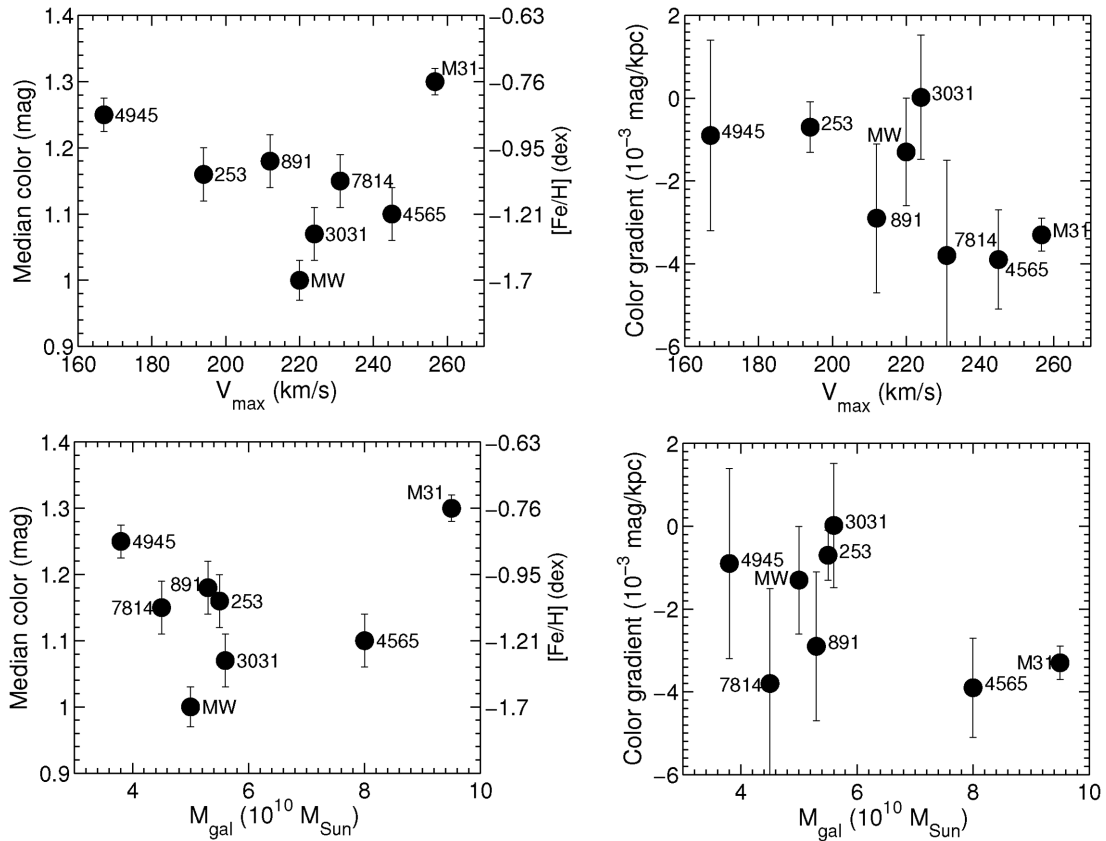 1.4
1.3
1.2
1.1
1
0.9
Median color (mag)
−0.63
−0.76
−0.95
−1.21
−1.7
[Fe/H] (dex)
4945
253
891
3031
MW
7814
4565
M31
160 180 200 220 240 260
V_max (km/s)
2
0
−2
−4
−6
Color gradient (10^−3 mag/kpc)
4945
253
MW
3031
891
7814
4565
M31
160 180 200 220 240 260
V_max (km/s)
1.4
1.3
1.2
1.1
1
0.9
Median color (mag)
−0.63
−0.76
−0.95
−1.21
−1.7
[Fe/H] (dex)
M31
4945
891
7814
253
3031
4565
MW
4 6 8 10
M_gal (10^10 M_Sun)
2
0
−2
−4
−6
Color gradient (10^−3 mag/kpc)
3031
4945
253
MW
891
7814
4565
M31
4 6 8 10
M_gal (10^10 M_Sun)